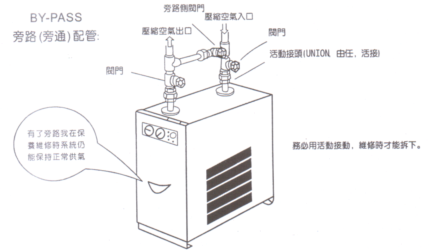 BY-PASS
旁路(旁通)配管:
旁路側閥門
壓縮空氣入口
壓縮空氣出口
閥門
活動接頭(UNION, 由任, 活接)
閥門
有了旁路我在保
養維修時系統仍
能保持正常供氣
務必用活動接動，維修時才能拆下。